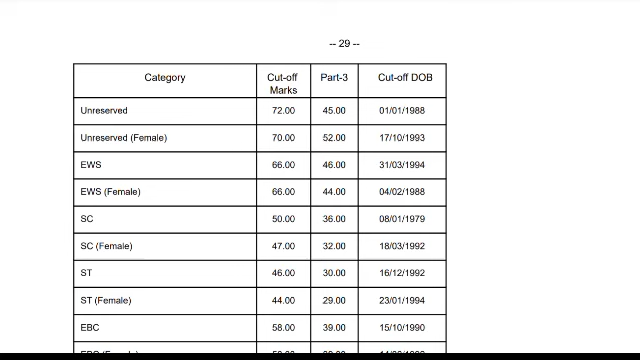 -- 29 --
Category Cut-off Marks Part-3 Cut-off DOB
Unreserved 72.00 45.00 01/01/1988
Unreserved (Female) 70.00 52.00 17/10/1993
EWS 66.00 46.00 31/03/1994
EWS (Female) 66.00 44.00 04/02/1988
SC 50.00 36.00 08/01/1979
SC (Female) 47.00 32.00 18/03/1992
ST 46.00 30.00 16/12/1992
ST (Female) 44.00 29.00 23/01/1994
EBC 58.00 39.00 15/10/1990
EBC (Female)